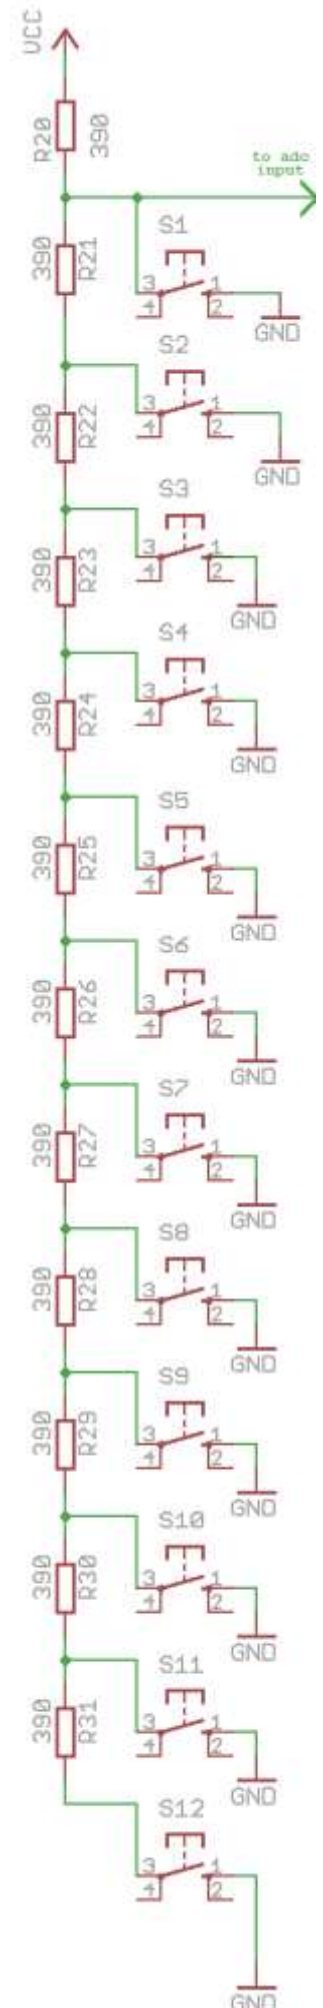 VCC
R20
390
to adc
input
S1
390
R21
3
1
4
2
GND
S2
390
R22
3
1
4
2
GND
S3
390
R23
3
1
4
2
GND
S4
390
R24
3
1
4
2
GND
S5
390
R25
3
1
4
2
GND
S6
390
R26
3
1
4
2
GND
S7
390
R27
3
1
4
2
GND
S8
390
R28
3
1
4
2
GND
S9
390
R29
3
1
4
2
GND
S10
390
R30
3
1
4
2
GND
S11
390
R31
3
1
4
2
GND
S12
3
1
4
2
GND